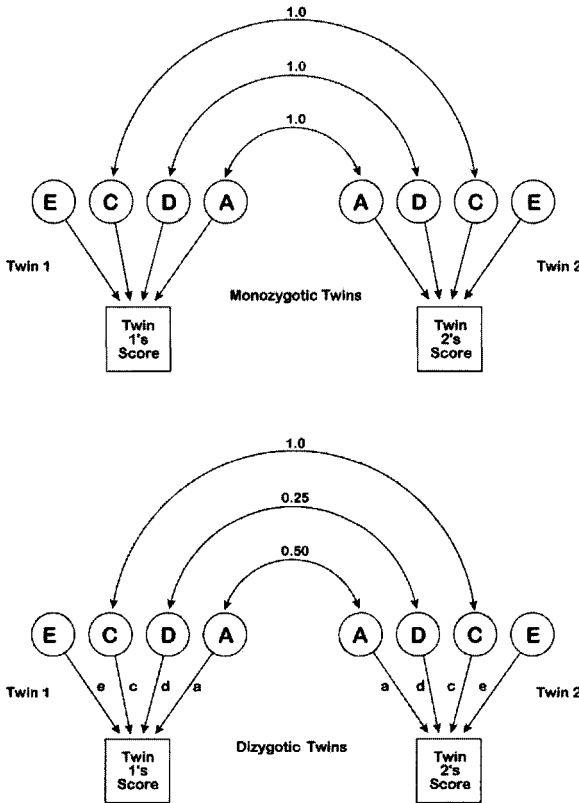 1.0
1.0
1.0
E C D A A D C E
Twin 1 Twin 2
Monozygotic Twins
Twin
1's
Score
Twin
2's
Score
1.0
0.25
0.50
E C D A A D C E
Twin 1 e c d a a d c e Twin 2
Dizygotic Twins
Twin
1's
Score
Twin
2's
Score